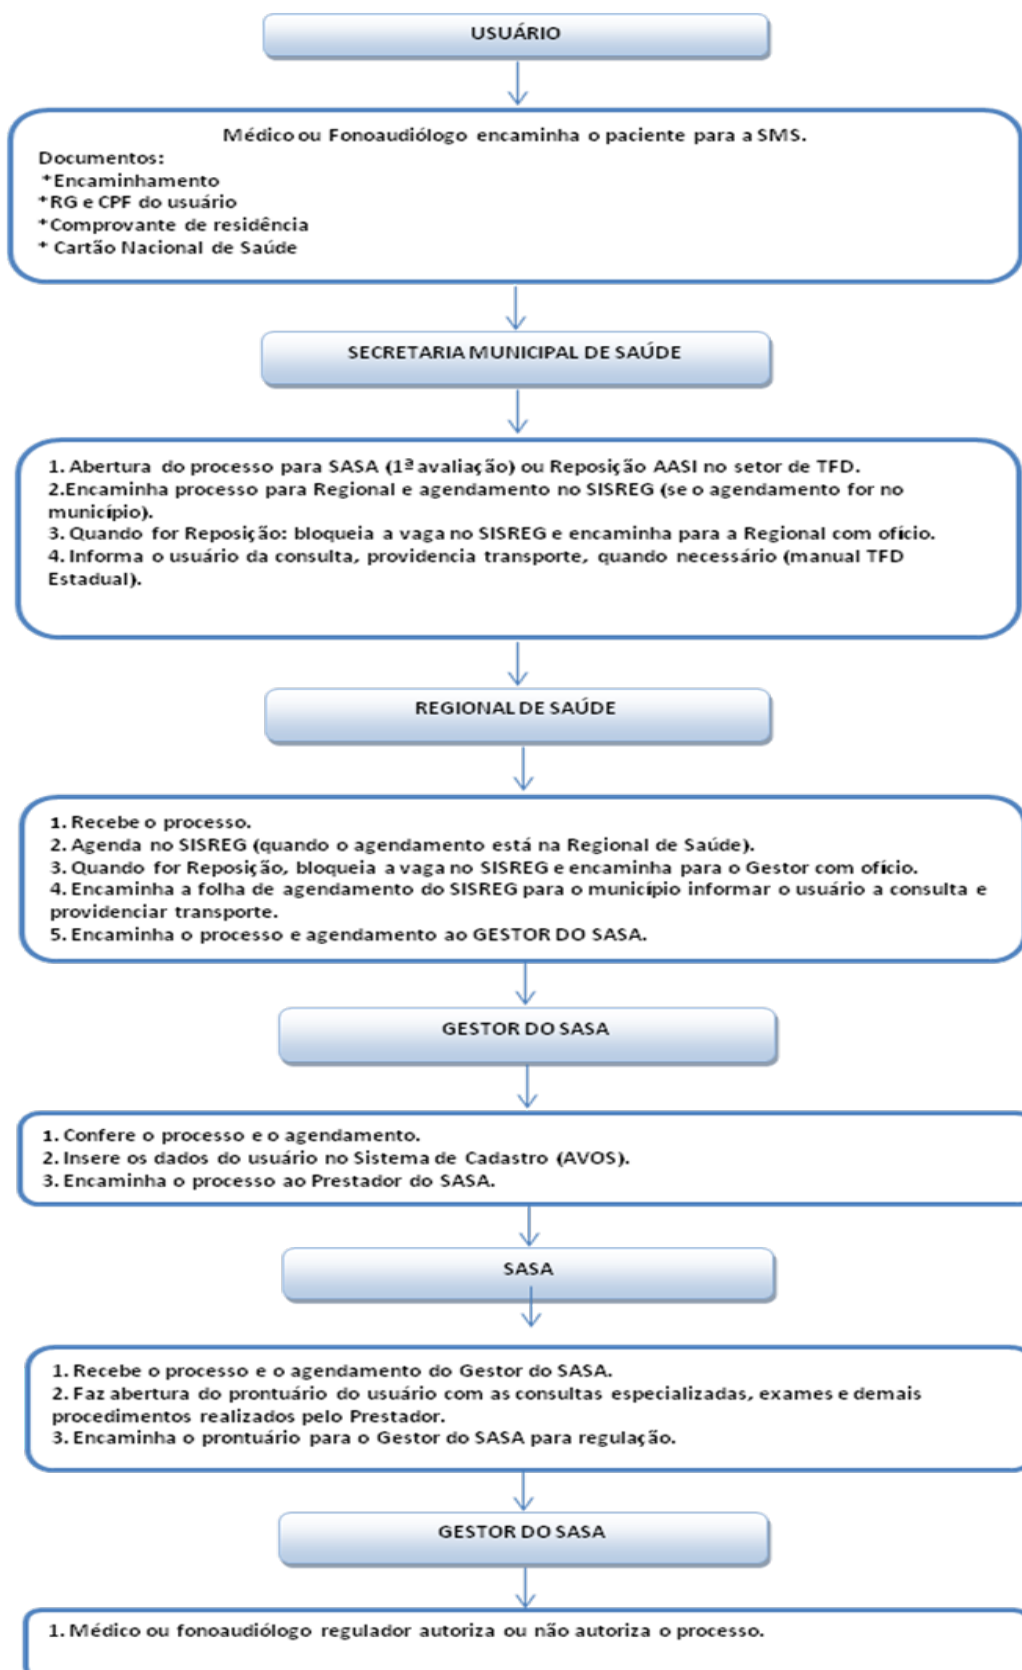 USUÁRIO
Médico ou Fonoaudiólogo encaminha o paciente para a SMS.
Documentos:
*Encaminhamento
*RG e CPF do usuário
*Comprovante de residência
* Cartão Nacional de Saúde
SECRETARIA MUNICIPAL DE SAÚDE
1. Abertura do processo para SASA (1ª avaliação) ou Reposição AASI no setor de TFD.
2.Encaminha processo para Regional e agendamento no SISREG (se o agendamento for no
município).
3. Quando for Reposição: bloqueia a vaga no SISREG e encaminha para a Regional com ofício.
4. Informa o usuário da consulta, providencia transporte, quando necessário (manual TFD
Estadual).
REGIONAL DE SAÚDE
1. Recebe o processo.
2. Agenda no SISREG (quando o agendamento está na Regional de Saúde).
3. Quando for Reposição, bloqueia a vaga no SISREG e encaminha para o Gestor com ofício.
4. Encaminha a folha de agendamento do SISREG para o município informar o usuário a consulta e
providenciar transporte.
5. Encaminha o processo e agendamento ao GESTOR DO SASA.
GESTOR DO SASA
1. Confere o processo e o agendamento.
2. Insere os dados do usuário no Sistema de Cadastro (AVOS).
3. Encaminha o processo ao Prestador do SASA.
SASA
1. Recebe o processo e o agendamento do Gestor do SASA.
2. Faz abertura do prontuário do usuário com as consultas especializadas, exames e demais
procedimentos realizados pelo Prestador.
3. Encaminha o prontuário para o Gestor do SASA para regulação.
GESTOR DO SASA
1. Médico ou fonoaudiólogo regulador autoriza ou não autoriza o processo.